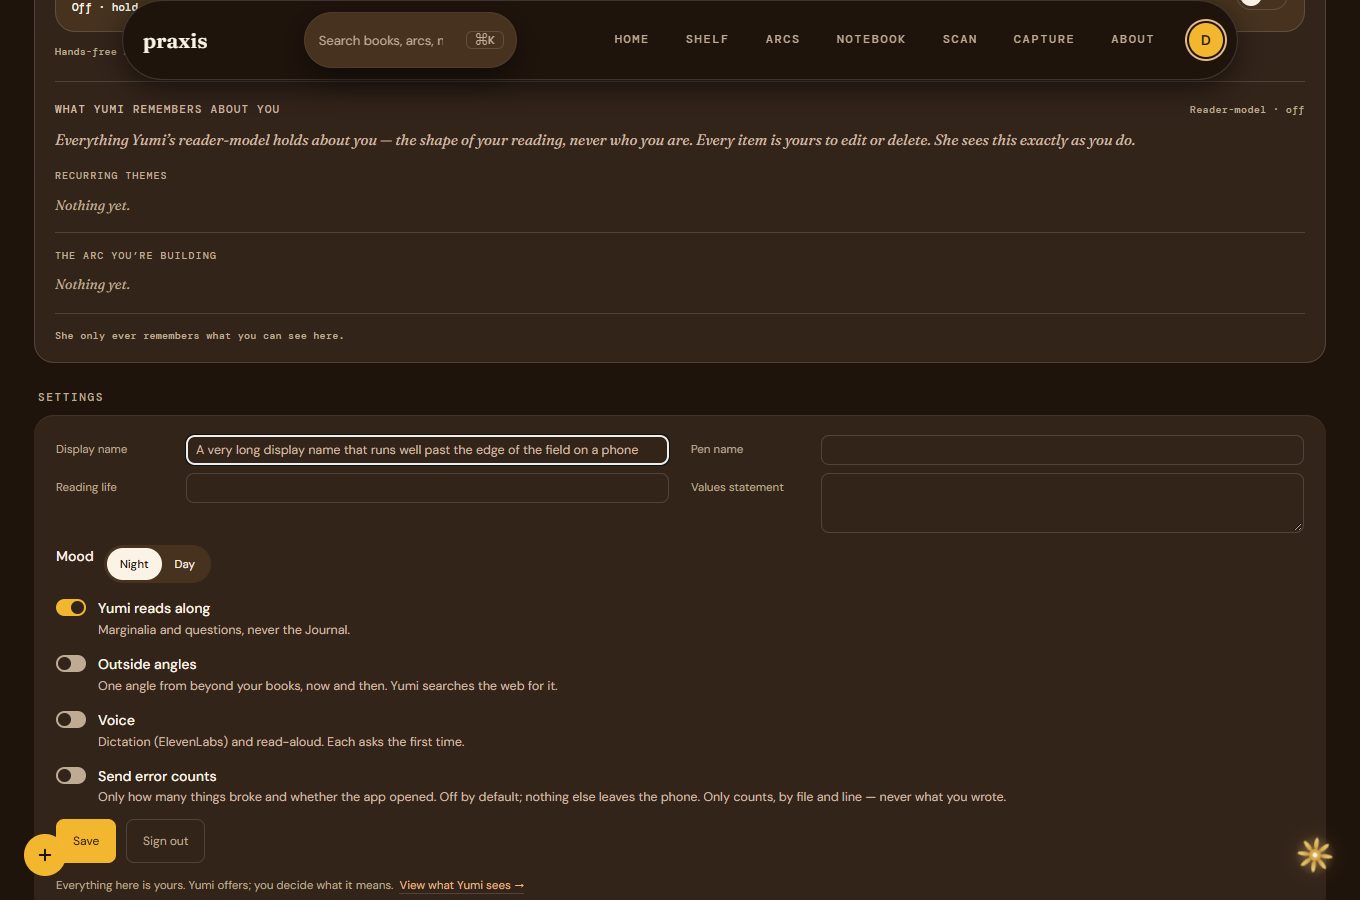 Off · hold
praxis
Search books, arcs, n
⌘K
HOME
SHELF
ARCS
NOTEBOOK
SCAN
CAPTURE
ABOUT
D
Hands-free
WHAT YUMI REMEMBERS ABOUT YOU
Reader-model · off
Everything Yumi’s reader-model holds about you — the shape of your reading, never who you are. Every item is yours to edit or delete. She sees this exactly as you do.
RECURRING THEMES
Nothing yet.
THE ARC YOU’RE BUILDING
Nothing yet.
She only ever remembers what you can see here.
SETTINGS
Display name
A very long display name that runs well past the edge of the field on a phone
Pen name
Reading life
Values statement
Mood
Night
Day
Yumi reads along
Marginalia and questions, never the Journal.
Outside angles
One angle from beyond your books, now and then. Yumi searches the web for it.
Voice
Dictation (ElevenLabs) and read-aloud. Each asks the first time.
Send error counts
Only how many things broke and whether the app opened. Off by default; nothing else leaves the phone. Only counts, by file and line — never what you wrote.
Save
Sign out
+
Everything here is yours. Yumi offers; you decide what it means. View what Yumi sees →